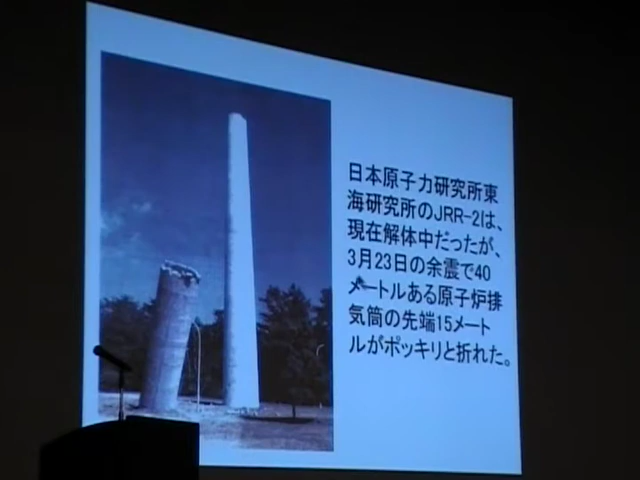 日本原子力研究所東
海研究所のJRR-2は、
現在解体中だったが、
3月23日の余震で40
メートルある原子炉排
気筒の先端15メート
ルがポッキリと折れた。